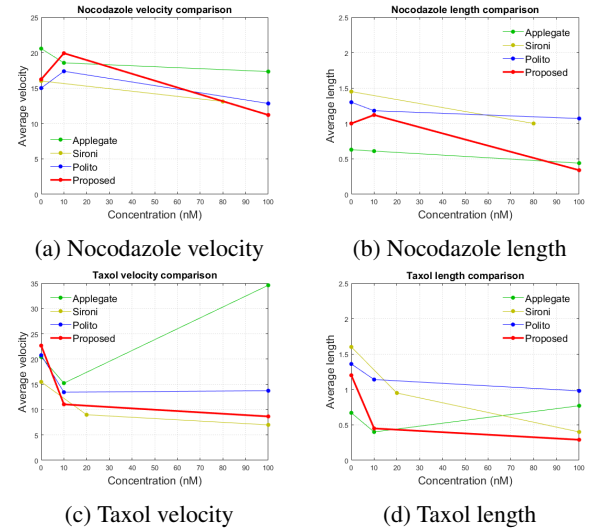 Nocodazole velocity comparison
25
20
15
10
5
0
Average velocity
Applegate
Sironi
Polito
Proposed
0 10 20 30 40 50 60 70 80 90 100
Concentration (nM)
(a) Nocodazole velocity
Nocodazole length comparison
2.5
2
1.5
1
0.5
0
Average length
Applegate
Sironi
Polito
Proposed
0 10 20 30 40 50 60 70 80 90 100
Concentration (nM)
(b) Nocodazole length
Taxol velocity comparison
35
30
25
20
15
10
5
0
Average velocity
Applegate
Sironi
Polito
Proposed
0 10 20 30 40 50 60 70 80 90 100
Concentration (nM)
(c) Taxol velocity
Taxol length comparison
2.5
2
1.5
1
0.5
0
Average length
Applegate
Sironi
Polito
Proposed
0 10 20 30 40 50 60 70 80 90 100
Concentration (nM)
(d) Taxol length